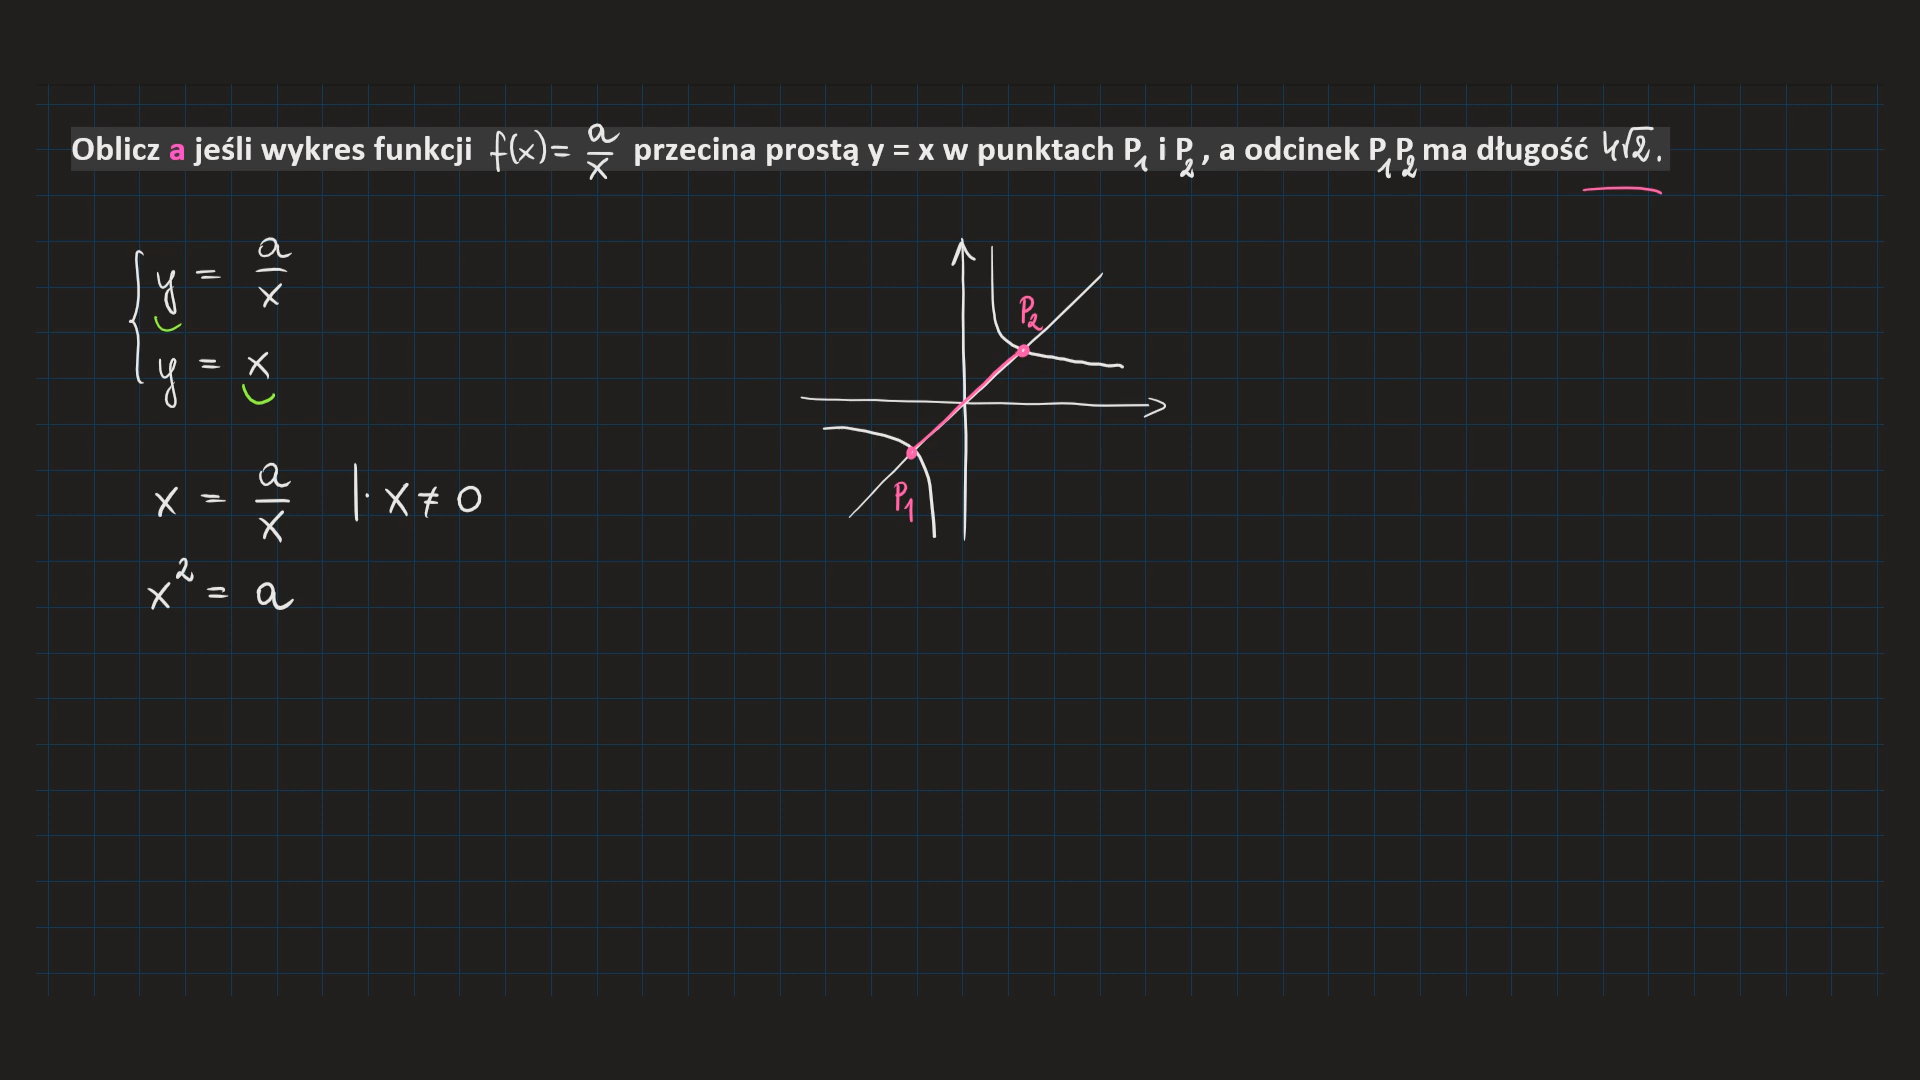 Oblicz a jeśli wykres funkcji f(x) = a/x przecina prostą y = x w punktach P₁ i P₂, a odcinek P₁P₂ ma długość 4√2.
y = a/x
y = x
x = a/x |· x ≠ 0
x² = a
P₂
P₁